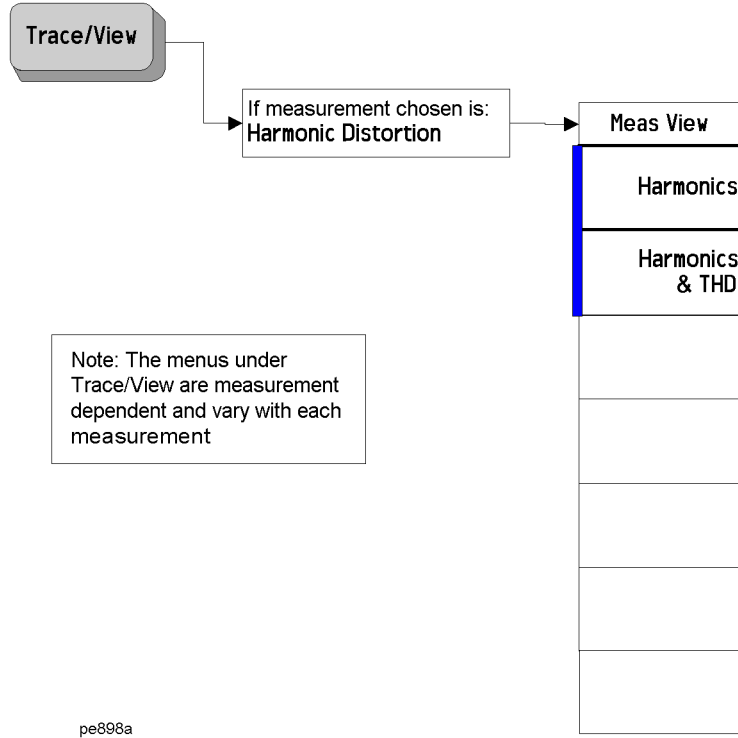 Trace/View
If measurement chosen is:
Harmonic Distortion
Meas View
Harmonics
Harmonics
& THD
Note: The menus under
Trace/View are measurement
dependent and vary with each
measurement
pe898a